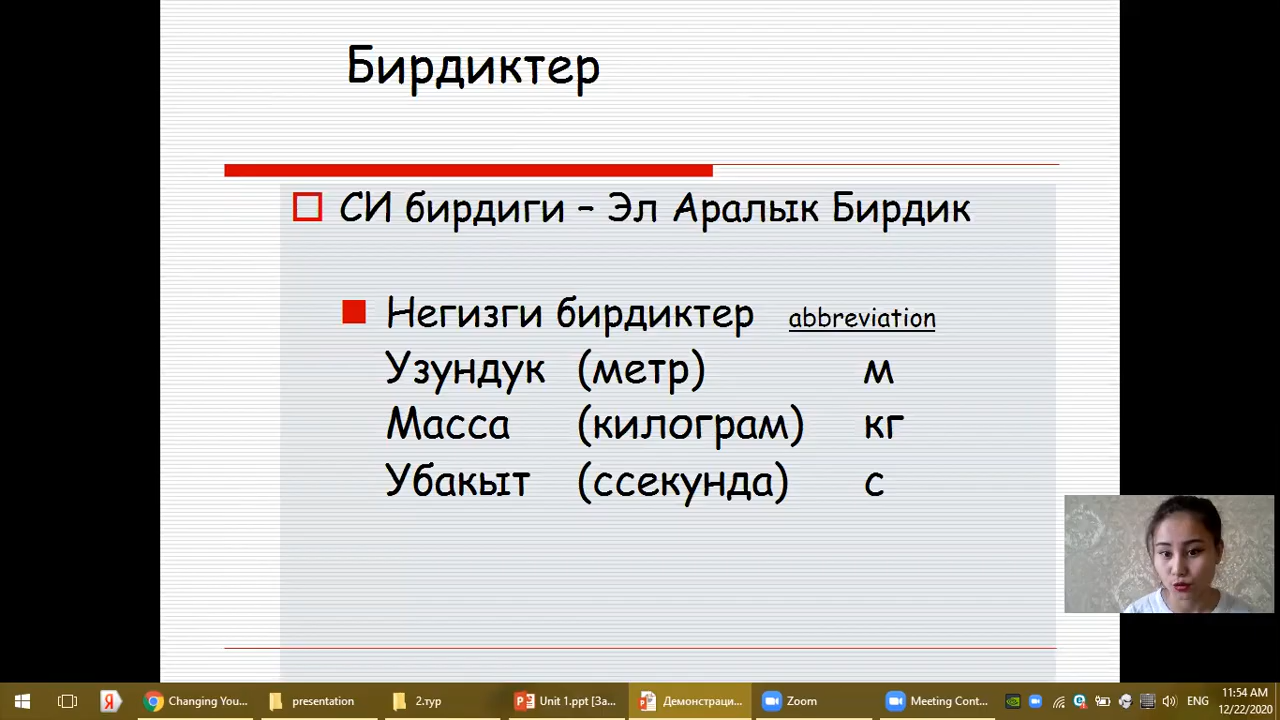 Бирдиктер
СИ бирдиги – Эл Аралык Бирдик
Негизги бирдиктер abbreviation
Узундук (метр) м
Масса (килограм) кг
Убакыт (ссекунда) с
Changing You... presentation 2.тур Unit 1.ppt [За... Демонстраци... Zoom Meeting Cont... ENG 11:54 AM
12/22/2020